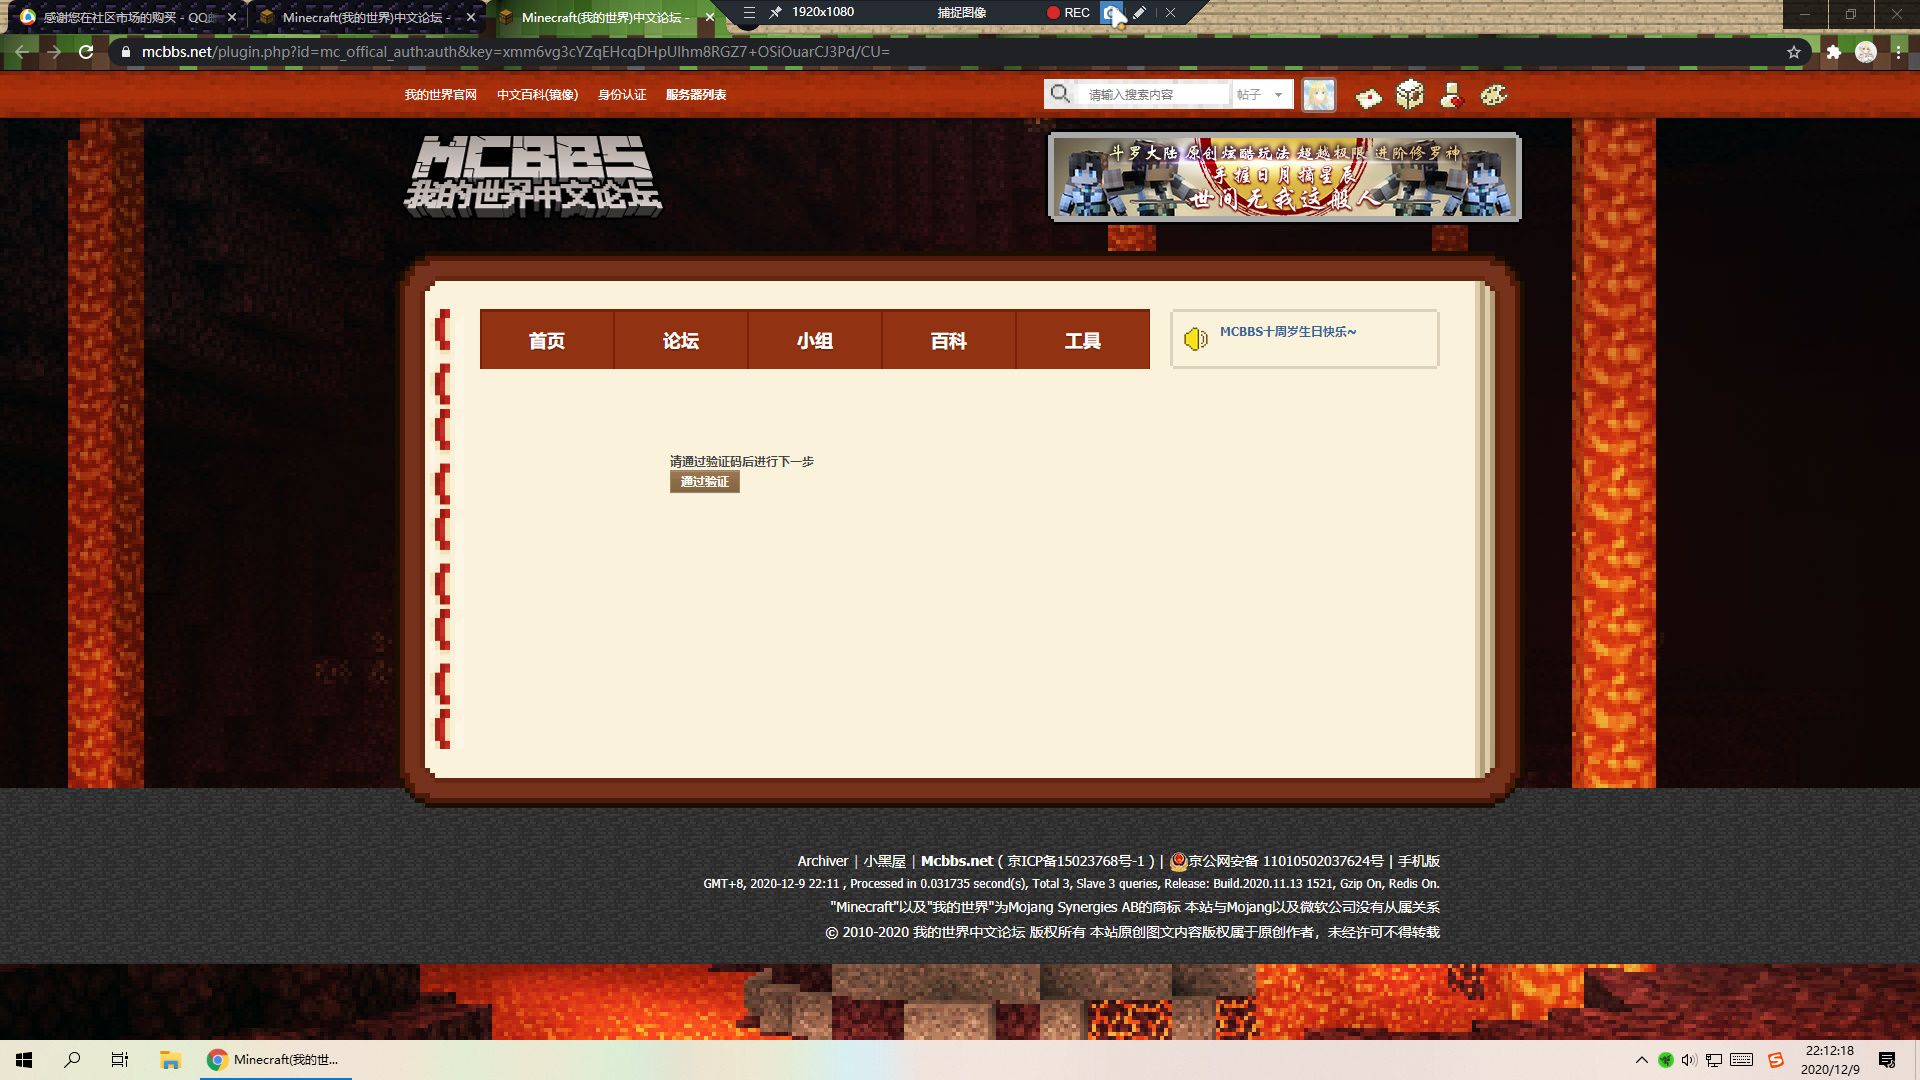 感谢您在社区市场的购买 - QQ
Minecraft(我的世界)中文论坛 -
Minecraft(我的世界)中文论坛 -
1920x1080
捕捉图像
REC
mcbbs.net/plugin.php?id=mc_offical_auth:auth&key=xmm6vg3cYZqEHcqDHpUlhm8RGZ7+OSiOuarCJ3Pd/CU=
我的世界官网 中文百科(镜像) 身份认证 服务器列表
请输入搜索内容 帖子
MCBBS
我的世界中文论坛
斗罗大陆 原创炫酷玩法 超越极限 进阶修罗神
手握日月摘星辰
世间无我这般人
首页 论坛 小组 百科 工具
MCBBS十周岁生日快乐~
请通过验证码后进行下一步
通过验证
Archiver | 小黑屋 | Mcbbs.net ( 京ICP备15023768号-1 ) | 京公网安备 11010502037624号 | 手机版
GMT+8, 2020-12-9 22:11 , Processed in 0.031735 second(s), Total 3, Slave 3 queries, Release: Build.2020.11.13 1521, Gzip On, Redis On.
"Minecraft"以及"我的世界"为Mojang Synergies AB的商标 本站与Mojang以及微软公司没有从属关系
© 2010-2020 我的世界中文论坛 版权所有 本站原创图文内容版权属于原创作者，未经许可不得转载
Minecraft(我的世...
22:12:18
2020/12/9